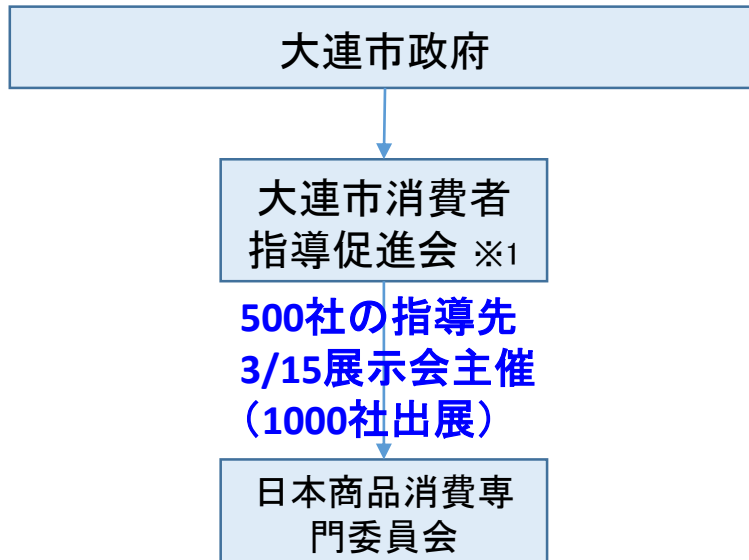 大連市政府
大連市消費者
指導促進会 ※1
500社の指導先
3/15展示会主催
（1000社出展）
日本商品消費専
門委員会